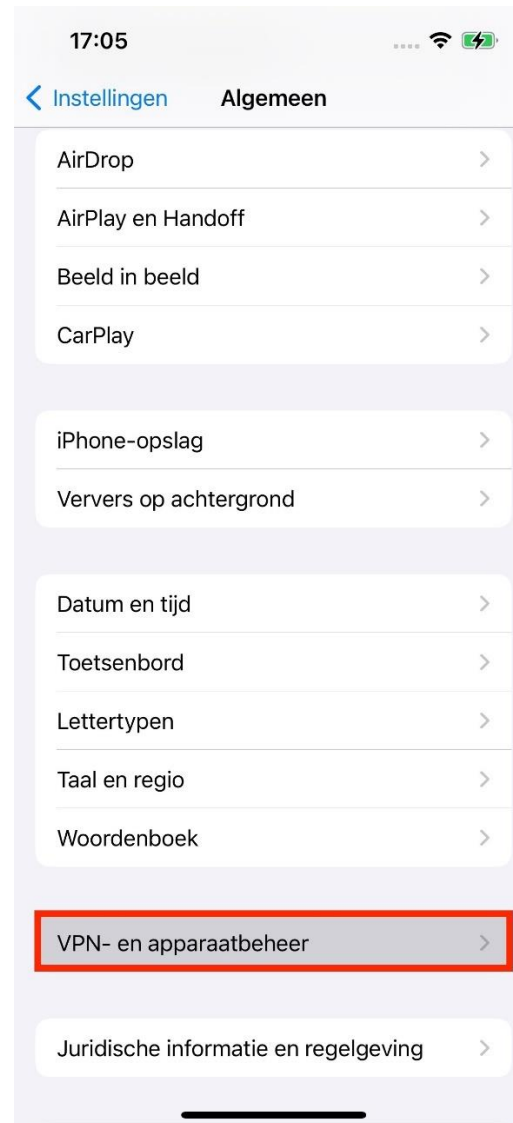 17:05
Instellingen Algemeen
AirDrop
AirPlay en Handoff
Beeld in beeld
CarPlay
iPhone-opslag
Ververs op achtergrond
Datum en tijd
Toetsenbord
Lettertypen
Taal en regio
Woordenboek
VPN- en apparaatbeheer
Juridische informatie en regelgeving